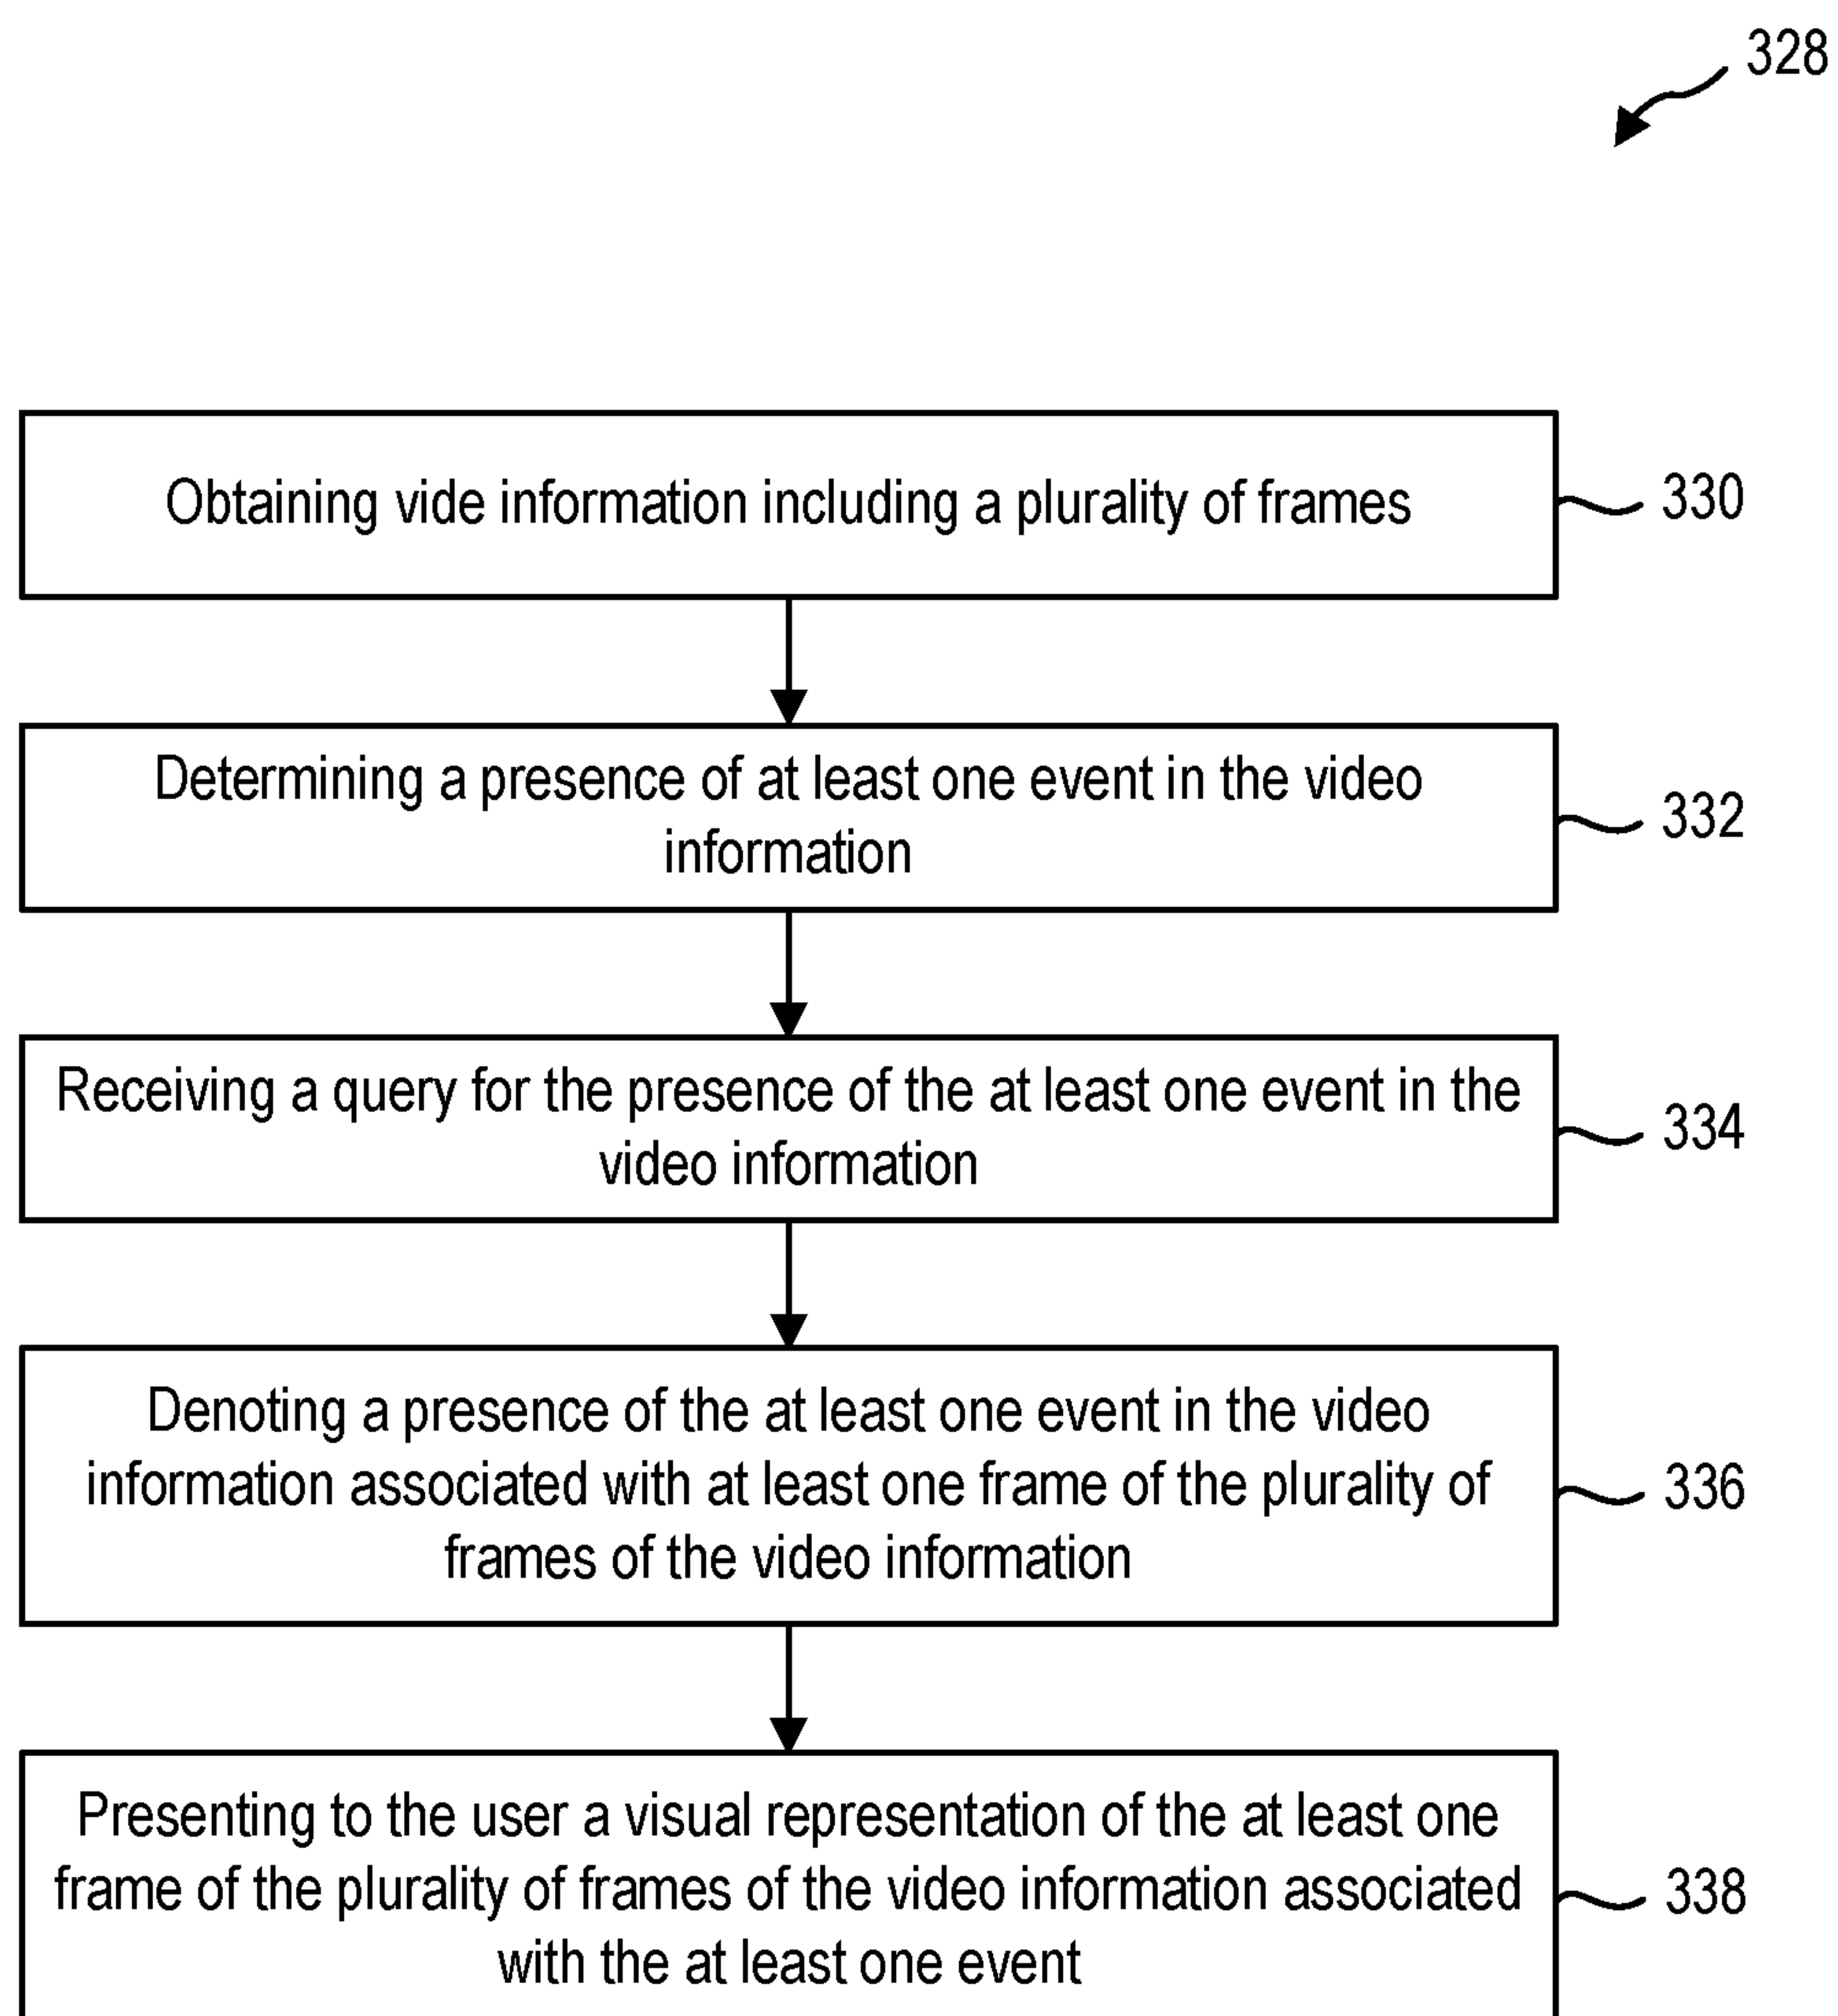 328
Obtaining vide information including a plurality of frames
330
Determining a presence of at least one event in the video
information
332
Receiving a query for the presence of the at least one event in the
video information
334
Denoting a presence of the at least one event in the video
information associated with at least one frame of the plurality of
frames of the video information
336
Presenting to the user a visual representation of the at least one
frame of the plurality of frames of the video information associated
with the at least one event
338